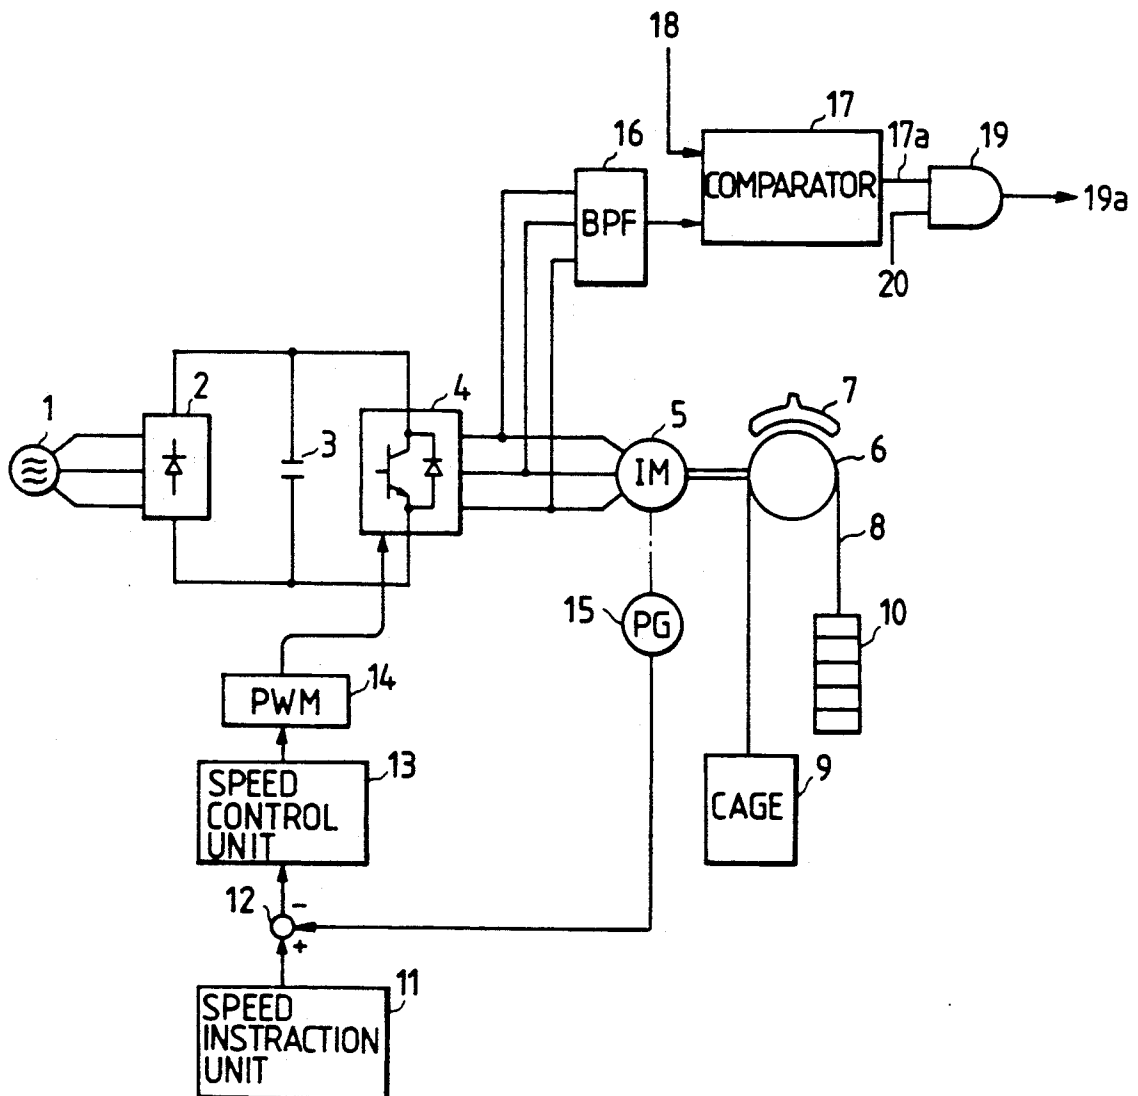 18
17
16
17a
19
COMPARATOR
BPF
19a
20
1
2
3
4
5
7
6
IM
8
15
PG
10
14
PWM
13
SPEED
CONTROL
UNIT
9
CAGE
12
-
+
11
SPEED
INSTRACTION
UNIT